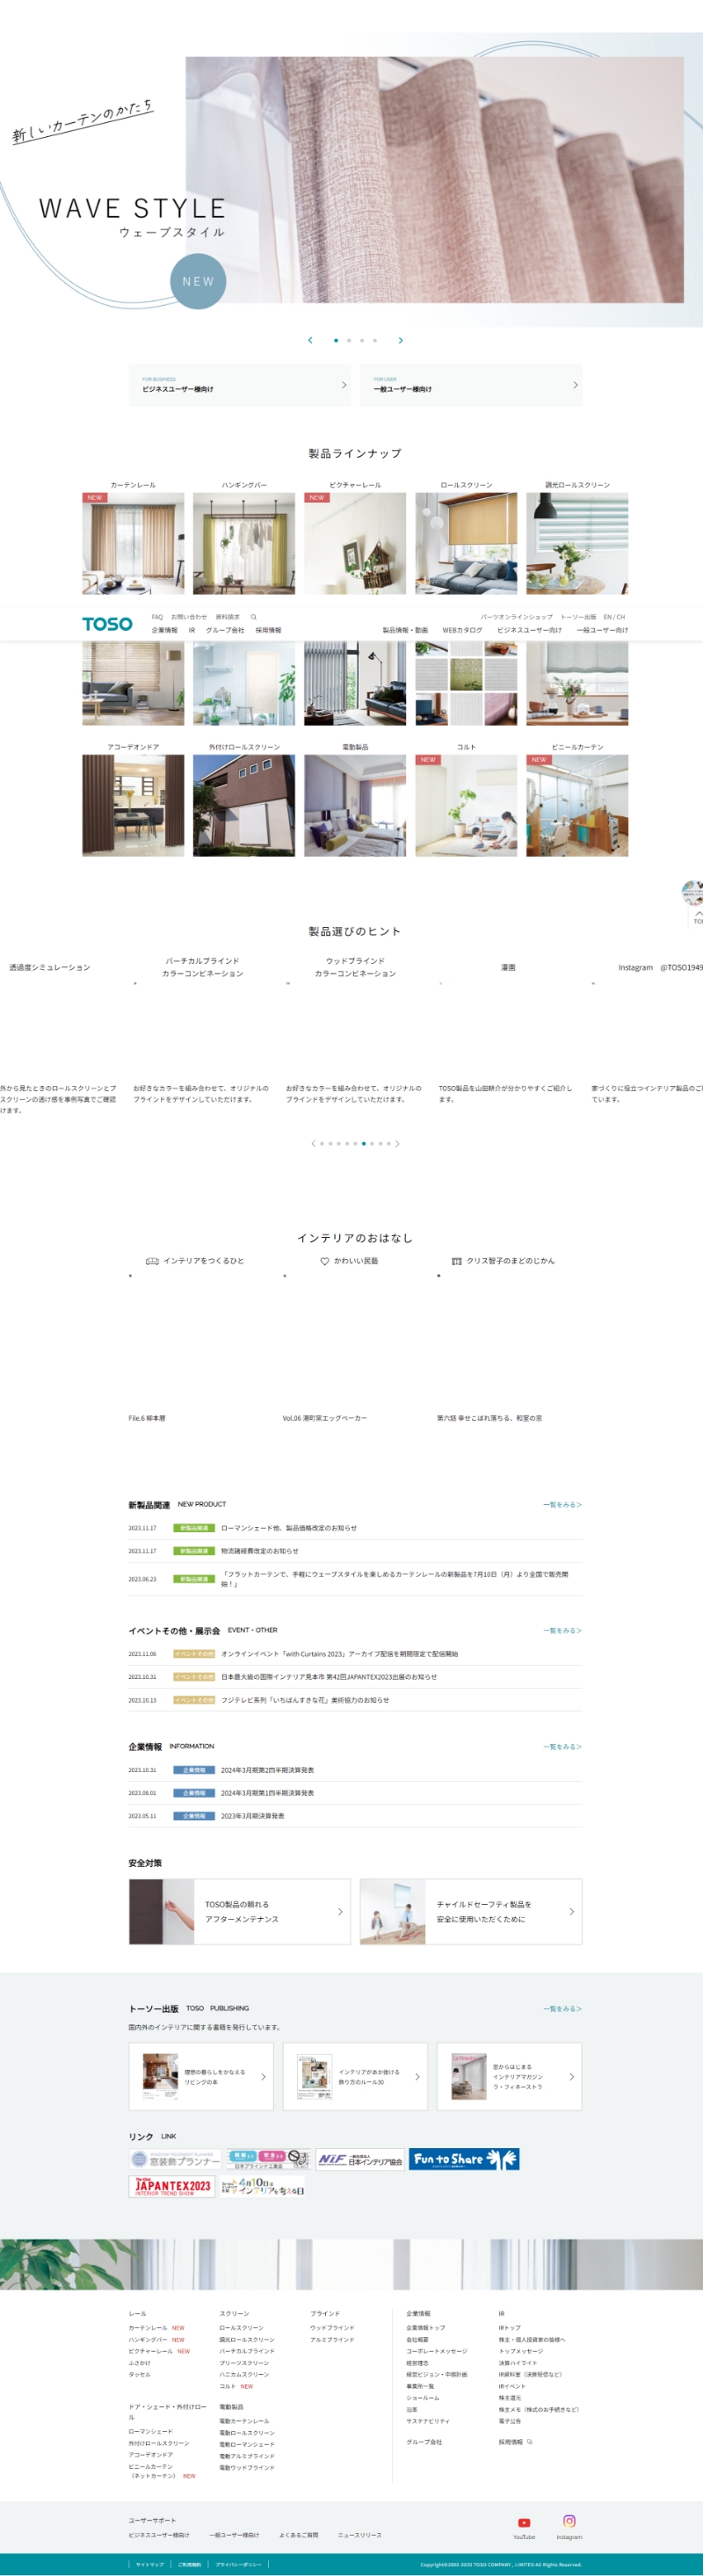 新しいカーテンのかたち
WAVE STYLE
ウェーブスタイル
NEW
FOR BUSINESS
ビジネスユーザー様向け
FOR USER
一般ユーザー様向け
製品ラインナップ
カーテンレール
ハンギングバー
ピクチャーレール
ロールスクリーン
調光ロールスクリーン
NEW
NEW
TOSO
FAQ お問い合わせ 資料請求
パーツオンラインショップ トーソー出版 EN / CH
企業情報 IR グループ会社 採用情報
製品情報・動画 WEBカタログ ビジネスユーザー向け 一般ユーザー向け
アコーデオンドア
外付けロールスクリーン
電動製品
コルト
ビニールカーテン
NEW
NEW
製品選びのヒント
透過度シミュレーション
バーチカルブラインド
カラーコンビネーション
ウッドブラインド
カラーコンビネーション
漫画
Instagram @TOSO1949
外から見たときのロールスクリーンとブ
スクリーンの透け感を事例写真でご確認
けます。
お好きなカラーを組み合わせて、オリジナルの
ブラインドをデザインしていただけます。
お好きなカラーを組み合わせて、オリジナルの
ブラインドをデザインしていただけます。
TOSO製品を山田耕介が分かりやすくご紹介し
ます。
家づくりに役立つインテリア製品のご
ています。
インテリアのおはなし
インテリアをつくるひと
かわいい民藝
クリス智子のまどのじかん
File.6 柳本暦
Vol.06 湯町窯エッグベーカー
第六話 幸せこぼれ落ちる、和室の窓
新製品関連 NEW PRODUCT
一覧をみる＞
2023.11.17 新製品関連 ローマンシェード他、製品価格改定のお知らせ
2023.11.17 新製品関連 物流諸経費改定のお知らせ
2023.06.23 新製品関連 「フラットカーテンで、手軽にウェーブスタイルを楽しめるカーテンレールの新製品を7月10日（月）より全国で販売開
始！」
イベントその他・展示会 EVENT・OTHER
一覧をみる＞
2023.11.06 イベントその他 オンラインイベント「with Curtains 2023」アーカイブ配信を期間限定で配信開始
2023.10.31 イベントその他 日本最大級の国際インテリア見本市 第42回JAPANTEX2023出展のお知らせ
2023.10.13 イベントその他 フジテレビ系列「いちばんすきな花」美術協力のお知らせ
企業情報 INFORMATION
一覧をみる＞
2023.10.31 企業情報 2024年3月期第2四半期決算発表
2023.08.01 企業情報 2024年3月期第1四半期決算発表
2023.05.11 企業情報 2023年3月期決算発表
安全対策
TOSO製品の頼れる
アフターメンテナンス
チャイルドセーフティ製品を
安全に使用いただくために
トーソー出版 TOSO PUBLISHING
一覧をみる＞
国内外のインテリアに関する書籍を発行しています。
理想の暮らしをかなえる
リビングの本
インテリアがあか抜ける
飾り方のルール30
窓からはじまる
インテリアマガジン
ラ・フィネーストラ
リンク LINK
窓装飾プランナー
日本ブラインド工業会
NIF 日本インテリア協会
Fun to Share
JAPANTEX2023
INTERIOR TREND SHOW
4月10日は
インテリアを考える日
レール
カーテンレール NEW
ハンギングバー NEW
ピクチャーレール NEW
ふさかけ
タッセル
スクリーン
ロールスクリーン
調光ロールスクリーン
バーチカルブラインド
プリーツスクリーン
ハニカムスクリーン
コルト NEW
ブラインド
ウッドブラインド
アルミブラインド
ドア・シェード・外付けロー
ル
ローマンシェード
外付けロールスクリーン
アコーデオンドア
ビニールカーテン
（ネットカーテン） NEW
電動製品
電動カーテンレール
電動ロールスクリーン
電動ローマンシェード
電動アルミブラインド
電動ウッドブラインド
企業情報
企業情報トップ
会社概要
コーポレートメッセージ
経営理念
経営ビジョン・中期計画
事業所一覧
ショールーム
沿革
サステナビリティ
グループ会社
IR
IRトップ
株主・個人投資家の皆様へ
トップメッセージ
決算ハイライト
IR資料室（決算短信など）
IRイベント
株主還元
株主メモ（株式のお手続きなど）
電子公告
採用情報
ユーザーサポート
ビジネスユーザー様向け 一般ユーザー様向け よくあるご質問 ニュースリリース
YouTube
Instagram
サイトマップ ご利用規約 プライバシーポリシー
Copyright©2002-2020 TOSO COMPANY , LIMITED All Rights Reserved.